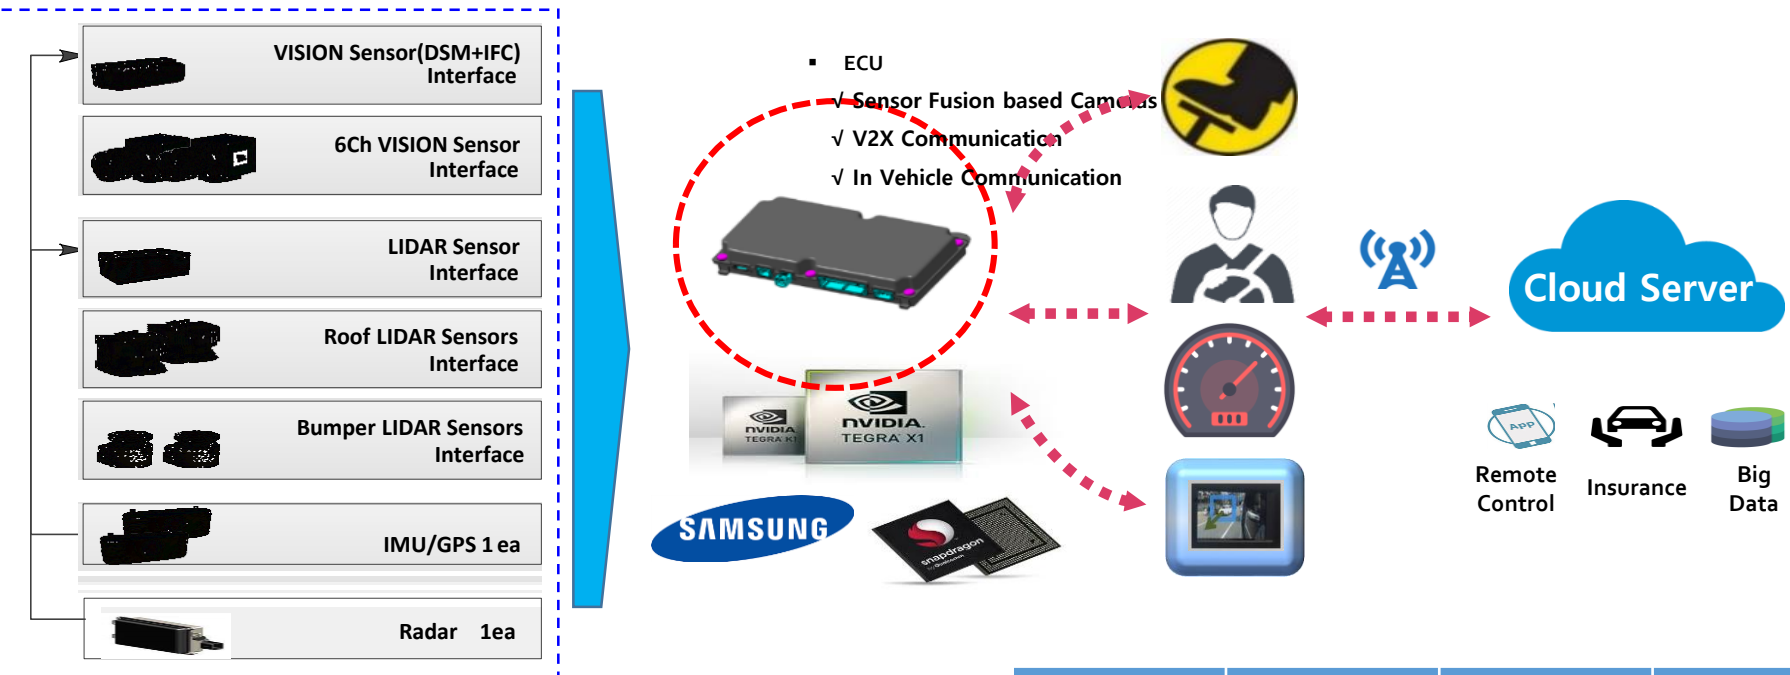 VISION Sensor(DSM+IFC)
Interface
6Ch VISION Sensor
Interface
LIDAR Sensor
Interface
Roof LIDAR Sensors
Interface
Bumper LIDAR Sensors
Interface
IMU/GPS 1 ea
Radar 1ea
▪ ECU
√ Sensor Fusion based Cameras
√ V2X Communication
√ In Vehicle Communication
NVIDIA.
TEGRA K1
NVIDIA.
TEGRA X1
SAMSUNG
snapdragon
by Qualcomm
Cloud Server
APP
Remote
Control
Insurance
Big
Data